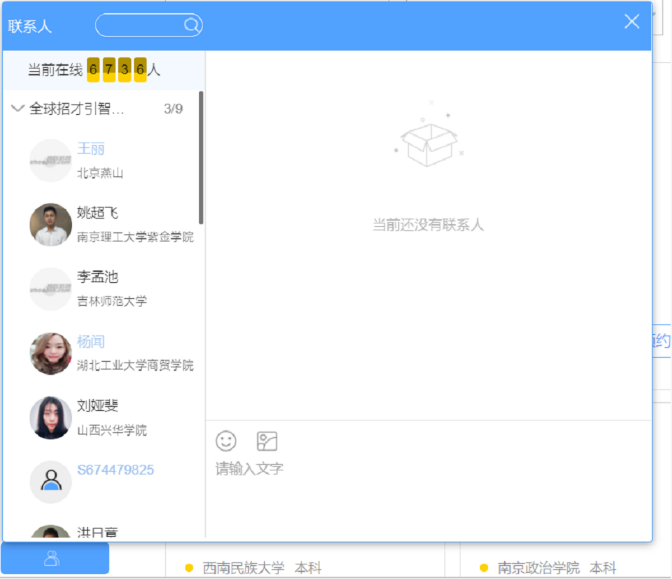 联系人
当前在线 6 7 3 6 人
全球招才引智... 3/9
王丽
北京燕山
姚超飞
南京理工大学紫金学院
李孟池
吉林师范大学
杨闻
湖北工业大学商贸学院
刘娅斐
山西兴华学院
S674479825
当前还没有联系人
请输入文字
西南民族大学 本科
南京政治学院 本科